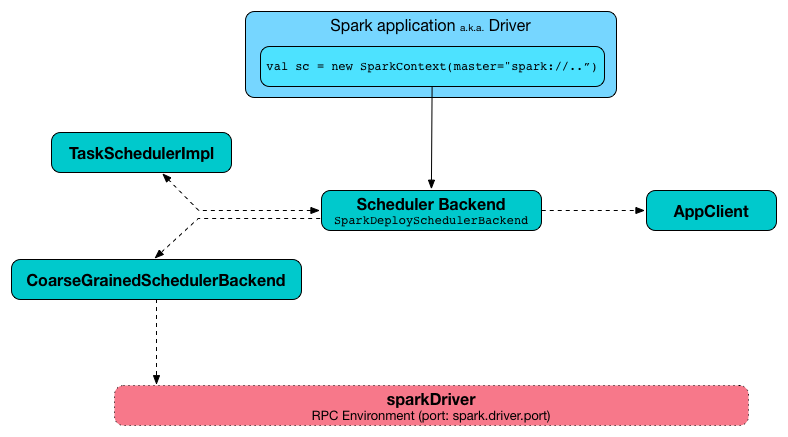 Spark application a.k.a. Driver
val sc = new SparkContext(master="spark://..”)
TaskSchedulerImpl
Scheduler Backend
SparkDeploySchedulerBackend
AppClient
CoarseGrainedSchedulerBackend
sparkDriver
RPC Environment (port: spark.driver.port)